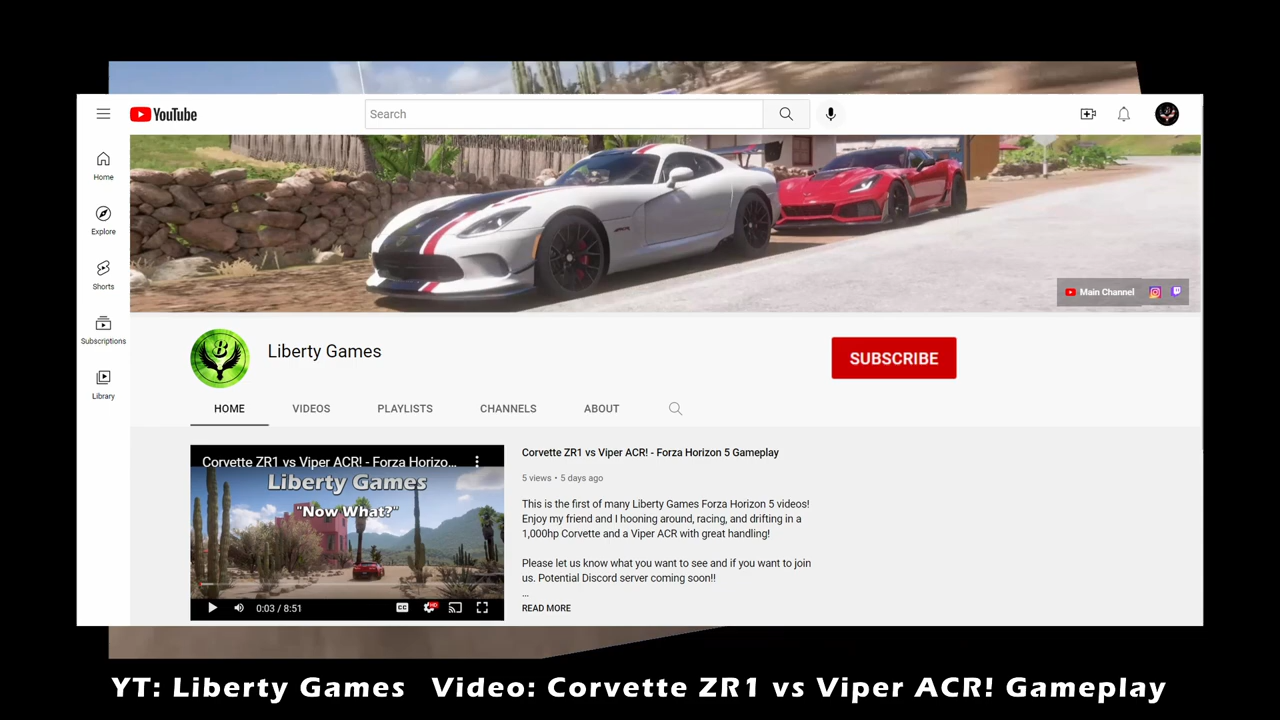 YouTube
Search
Home
Explore
Shorts
Subscriptions
Library
Main Channel
Liberty Games
SUBSCRIBE
HOME VIDEOS PLAYLISTS CHANNELS ABOUT
Corvette ZR1 vs Viper ACR! - Forza Horizo...
Liberty Games
"Now What?"
0:03 / 8:51
CC
HD
Corvette ZR1 vs Viper ACR! - Forza Horizon 5 Gameplay
5 views • 5 days ago
This is the first of many Liberty Games Forza Horizon 5 videos!
Enjoy my friend and I hooning around, racing, and drifting in a
1,000hp Corvette and a Viper ACR with great handling!
Please let us know what you want to see and if you want to join
us. Potential Discord server coming soon!!
...
READ MORE
YT: Liberty Games Video: Corvette ZR1 vs Viper ACR! Gameplay